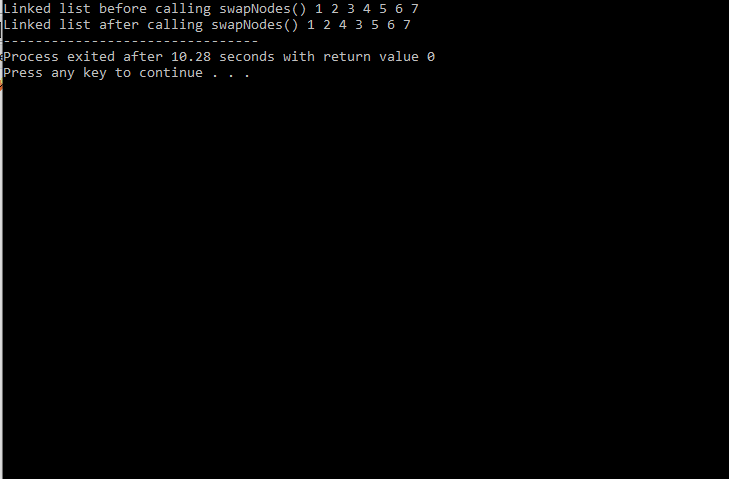 Linked list before calling swapNodes() 1 2 3 4 5 6 7
Linked list after calling swapNodes() 1 2 4 3 5 6 7
--------------------------------
Process exited after 10.28 seconds with return value 0
Press any key to continue . . .